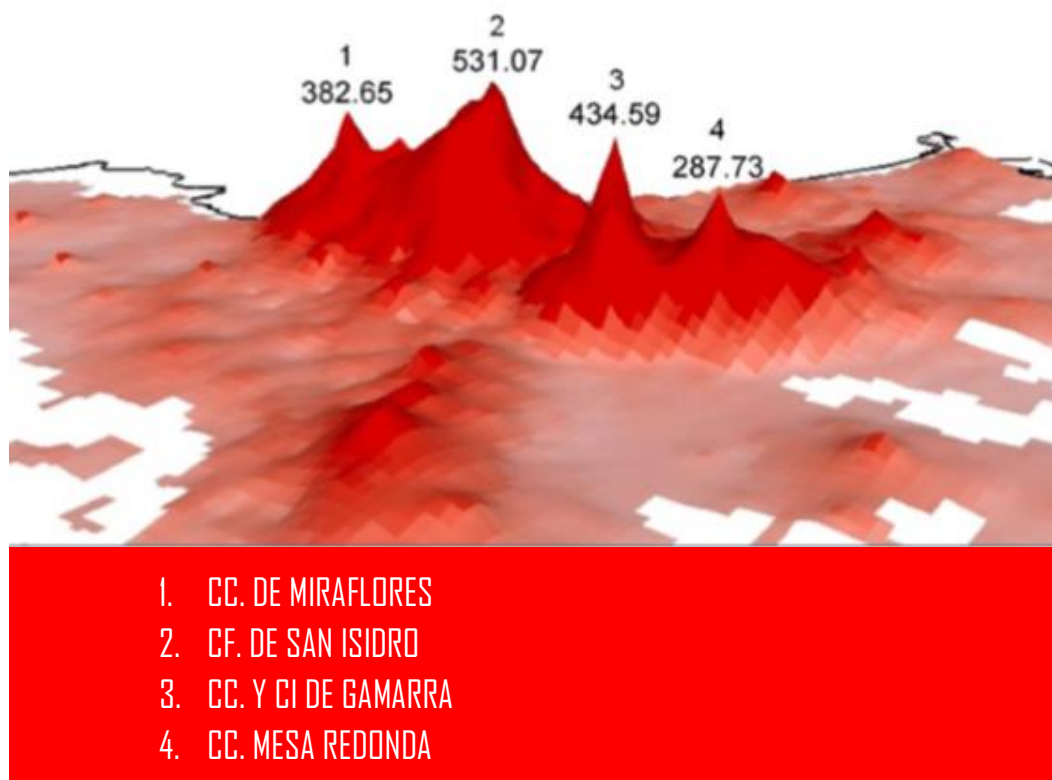 1
382.65
2
531.07
3
434.59
4
287.73
1. CC. DE MIRAFLORES
2. CF. DE SAN ISIDRO
3. CC. Y CI DE GAMARRA
4. CC. MESA REDONDA